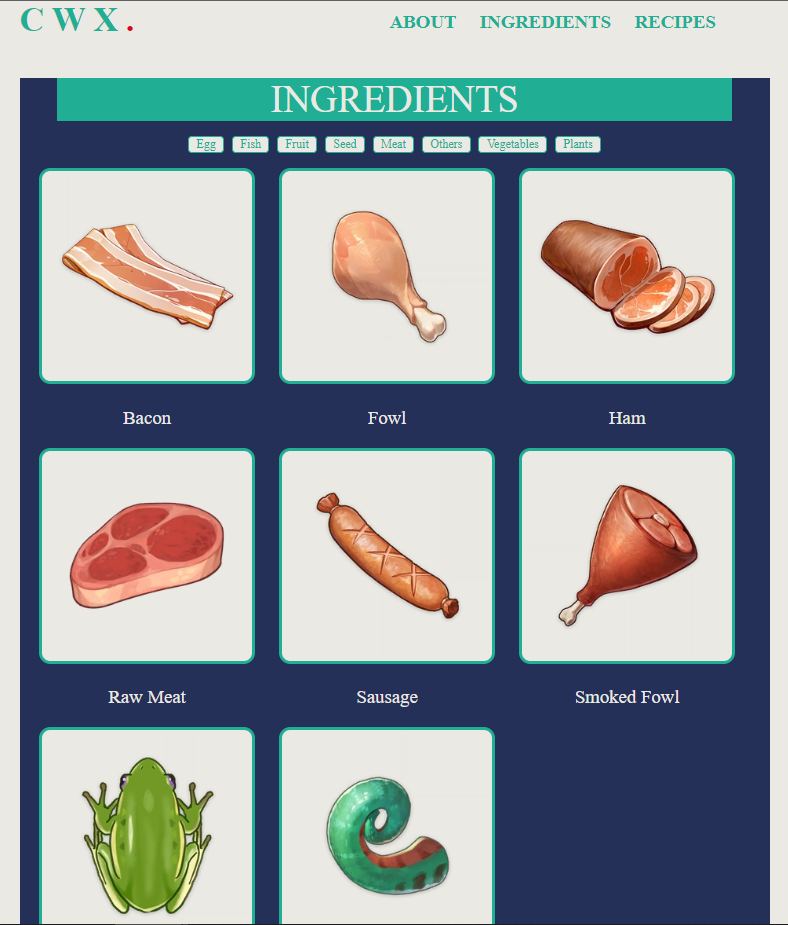 C W X .
ABOUT INGREDIENTS RECIPES
INGREDIENTS
Egg Fish Fruit Seed Meat Others Vegetables Plants
Bacon Fowl Ham
Raw Meat Sausage Smoked Fowl